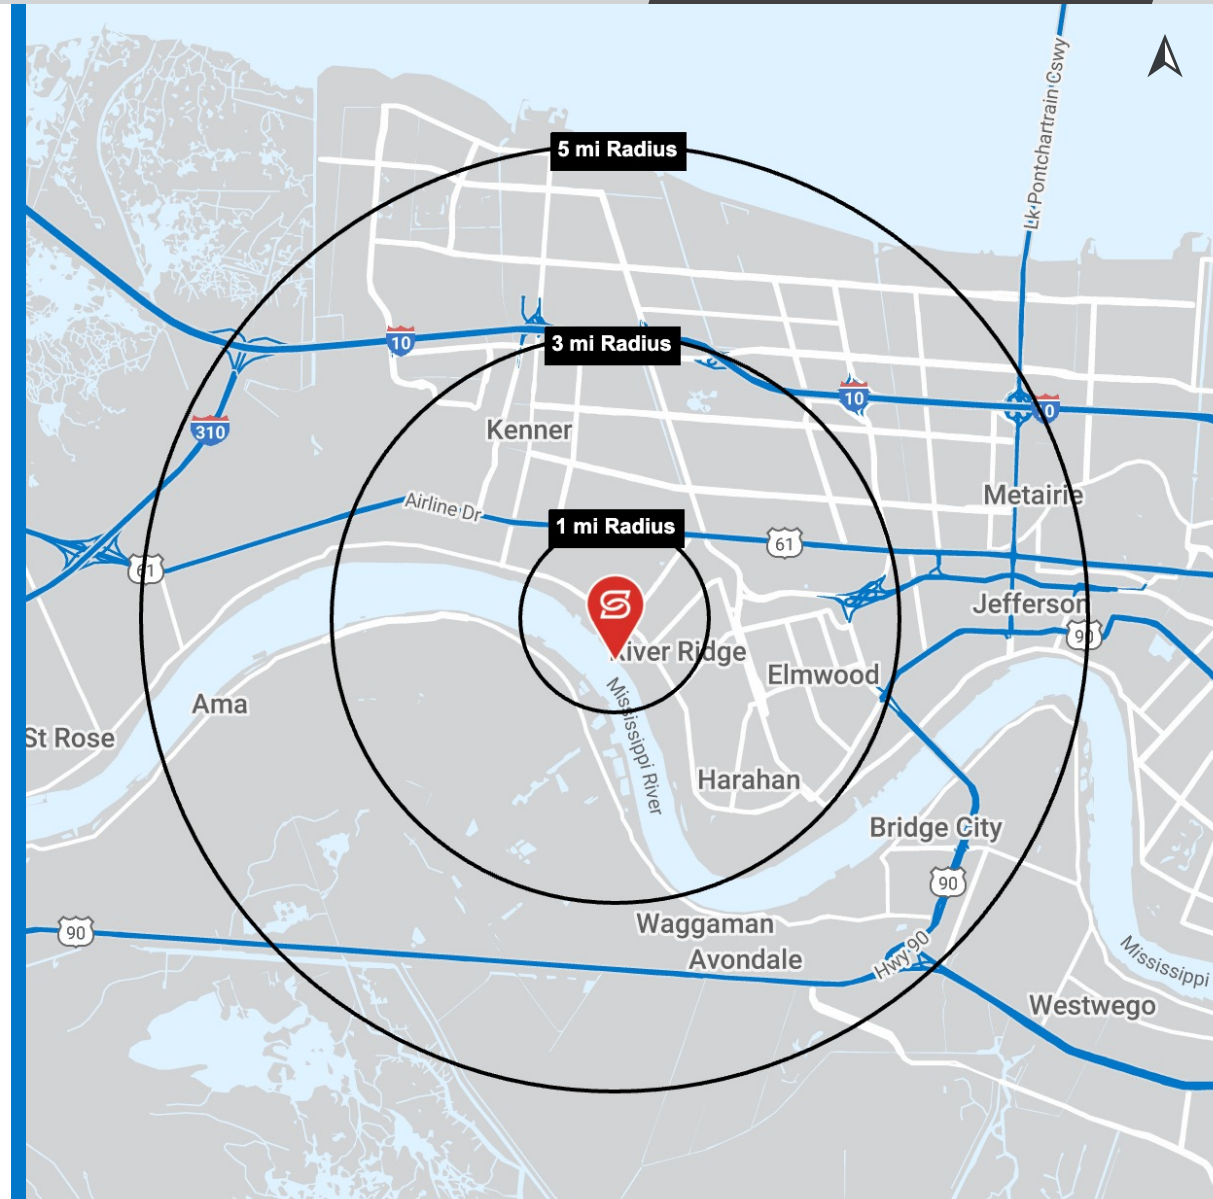 Lk Pontchartrain Cswy
5 mi Radius
3 mi Radius
10
10
0
310
Kenner
Metairie
Airline Dr
1 mi Radius
61
61
Jefferson
90
River Ridge
Elmwood
Ama
St Rose
Mississippi River
Harahan
Bridge City
90
Waggaman
90
Avondale
Hwy 90
Mississippi
Westwego